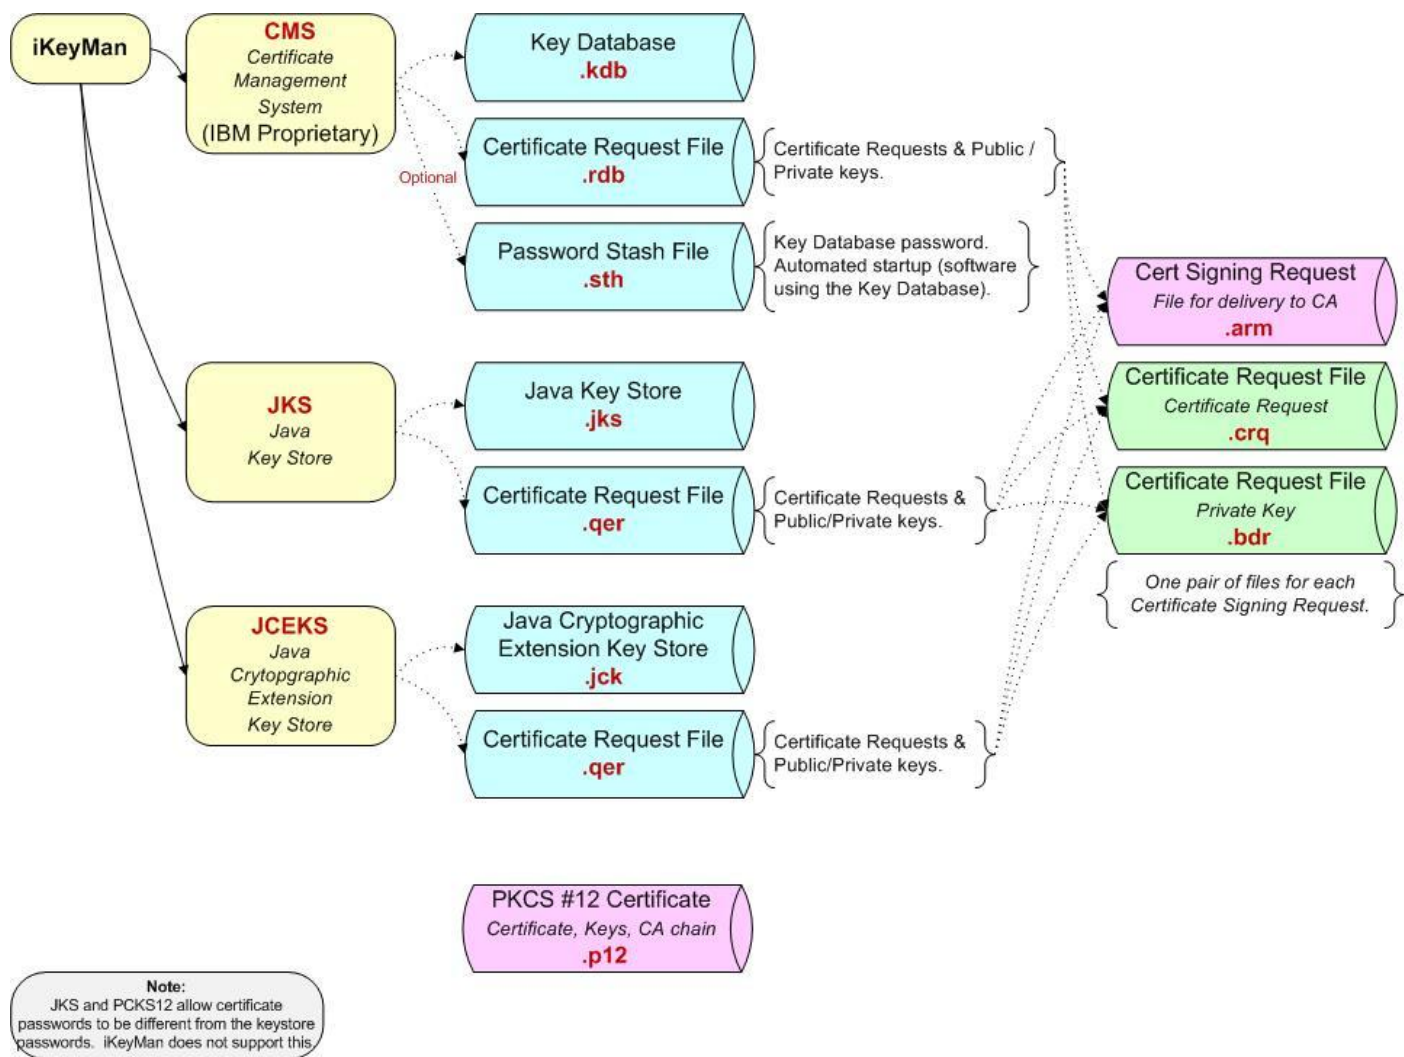 iKeyMan
CMS
Certificate
Management
System
(IBM Proprietary)
Optional
Key Database
.kdb
Certificate Request File
.rdb
Certificate Requests & Public /
Private keys.
Password Stash File
.sth
Key Database password.
Automated startup (software
using the Key Database).
Cert Signing Request
File for delivery to CA
.arm
Certificate Request File
Certificate Request
.crq
Certificate Request File
Private Key
.bdr
One pair of files for each
Certificate Signing Request.
JKS
Java
Key Store
Java Key Store
.jks
Certificate Request File
.qer
Certificate Requests &
Public/Private keys.
JCEKS
Java
Crytopgraphic
Extension
Key Store
Java Cryptographic
Extension Key Store
.jck
Certificate Request File
.qer
Certificate Requests &
Public/Private keys.
PKCS #12 Certificate
Certificate, Keys, CA chain
.p12
Note:
JKS and PCKS12 allow certificate
passwords to be different from the keystore
passwords. iKeyMan does not support this.